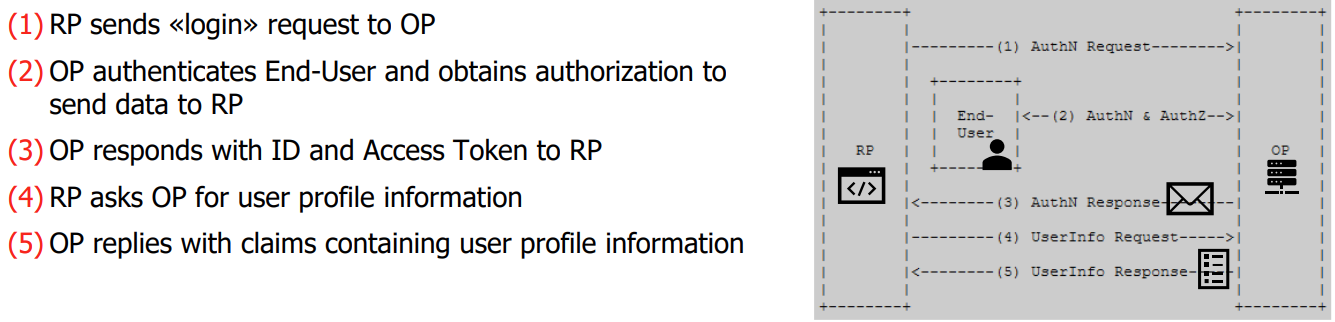 (1) RP sends «login» request to OP
(2) OP authenticates End-User and obtains authorization to
send data to RP
(3) OP responds with ID and Access Token to RP
(4) RP asks OP for user profile information
(5) OP replies with claims containing user profile information
+--------+ +--------+
|---------(1) AuthN Request-------->|
+--------+
End- |<--(2) AuthN & AuthZ-->|
User
RP OP
</>
+--------+
|<--------(3) AuthN Response--------|
|---------(4) UserInfo Request----->|
|<--------(5) UserInfo Response-----|
+--------+ +--------+